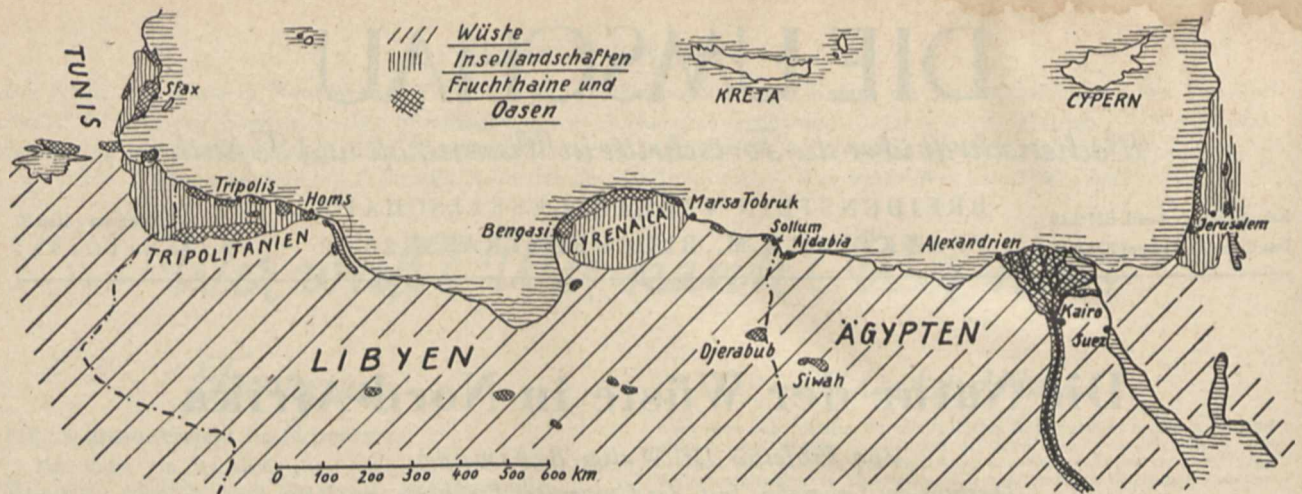 Wüste
Insellandschaften
Fruchthaine und
Oasen
TUNIS
Sfax
KRETA
CYPERN
Tripolis
Homs
TRIPOLITANIEN
Bengasi
CYRENAICA
Marsa Tobruk
Sollum
Ajdabia
Alexandrien
Jerusalem
Kairo
Suez
LIBYEN
ÄGYPTEN
Djerabub
Siwah
0 100 200 300 400 500 600 Km.